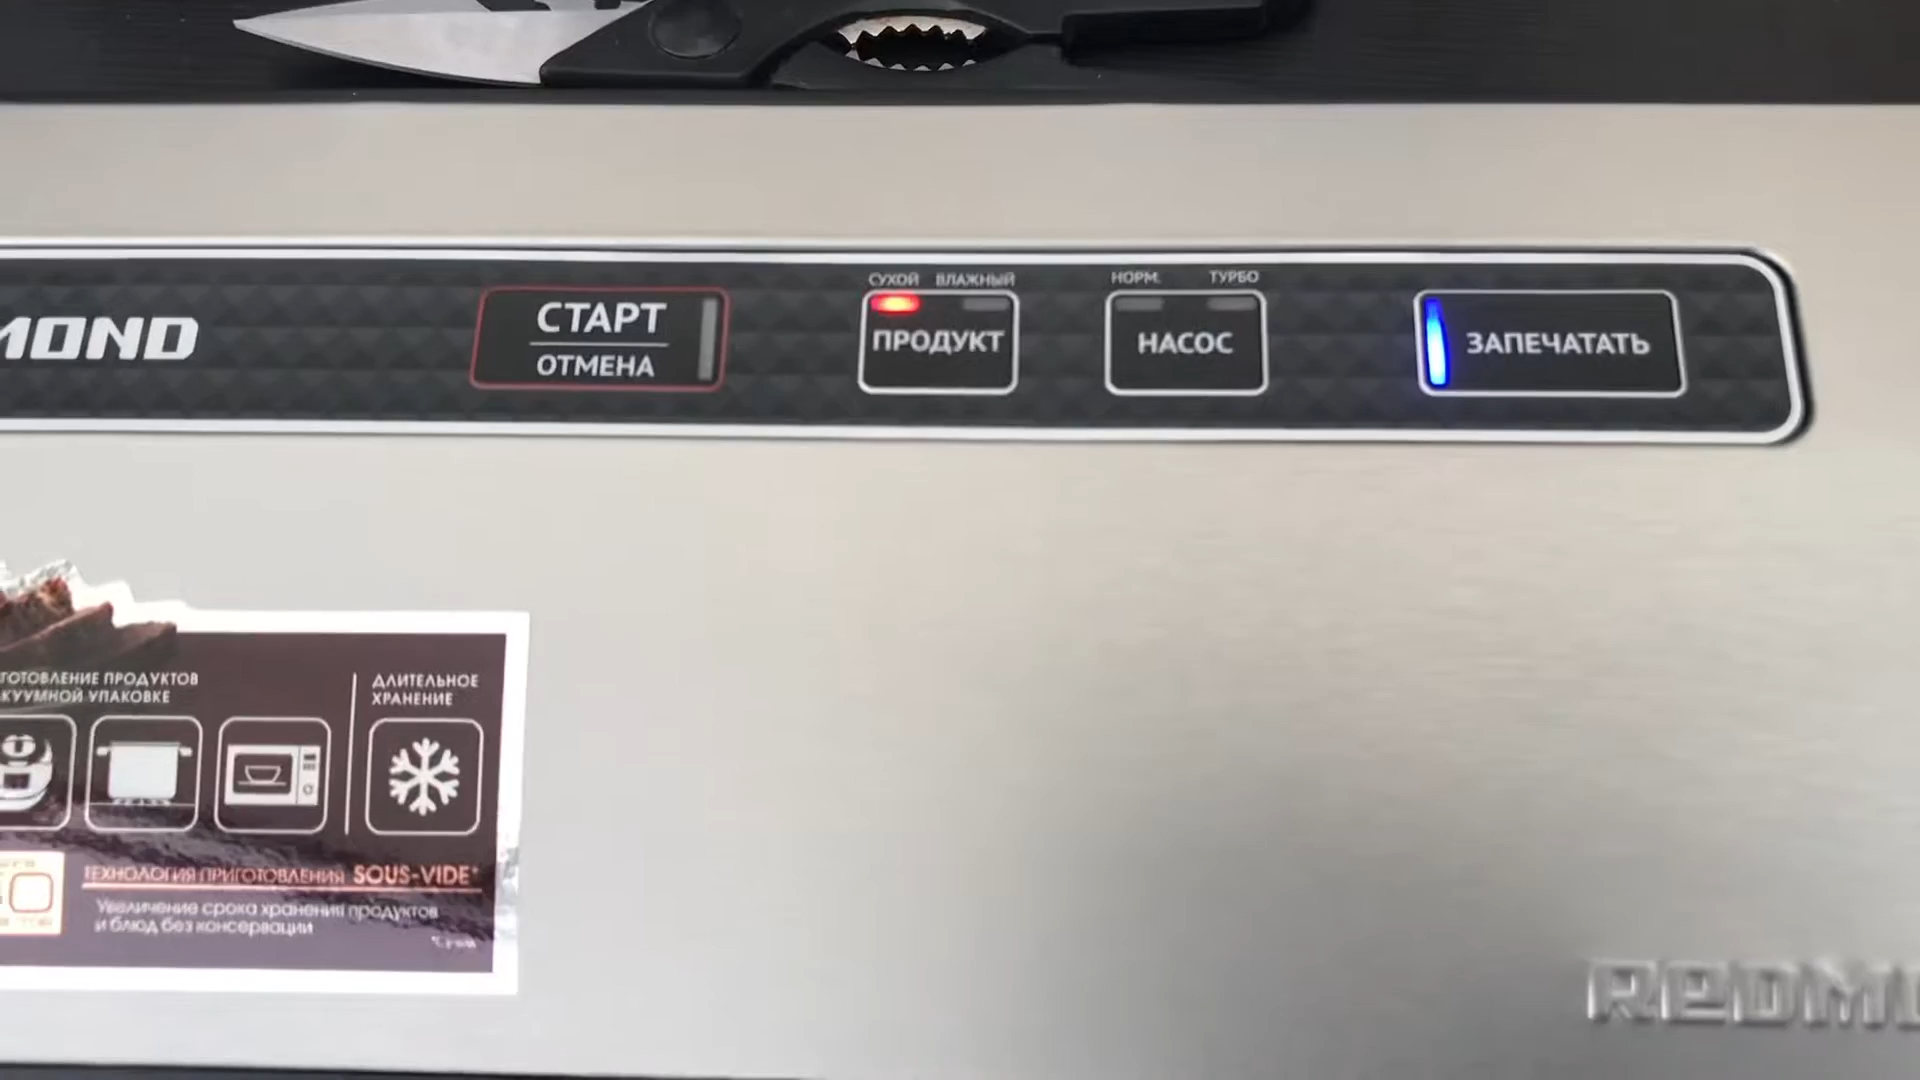 MOND
СТАРТ
ОТМЕНА
СУХОЙ ВЛАЖНЫЙ
ПРОДУКТ
НОРМ. ТУРБО
НАСОС
ЗАПЕЧАТАТЬ
ГОТОВЛЕНИЕ ПРОДУКТОВ
КУУМНОЙ УПАКОВКЕ
ДЛИТЕЛЬНОЕ
ХРАНЕНИЕ
ТЕХНОЛОГИЯ ПРИГОТОВЛЕНИЯ SOUS-VIDE*
Увеличение срока хранения продуктов
и блюд без консервации
REDMO